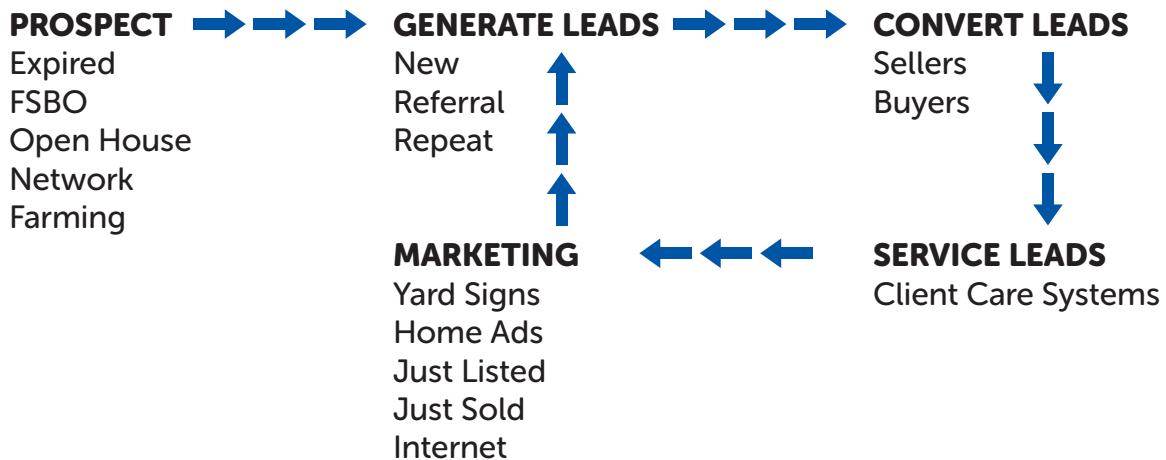 PROSPECT
Expired
FSBO
Open House
Network
Farming
GENERATE LEADS
New
Referral
Repeat
CONVERT LEADS
Sellers
Buyers
MARKETING
Yard Signs
Home Ads
Just Listed
Just Sold
Internet
SERVICE LEADS
Client Care Systems